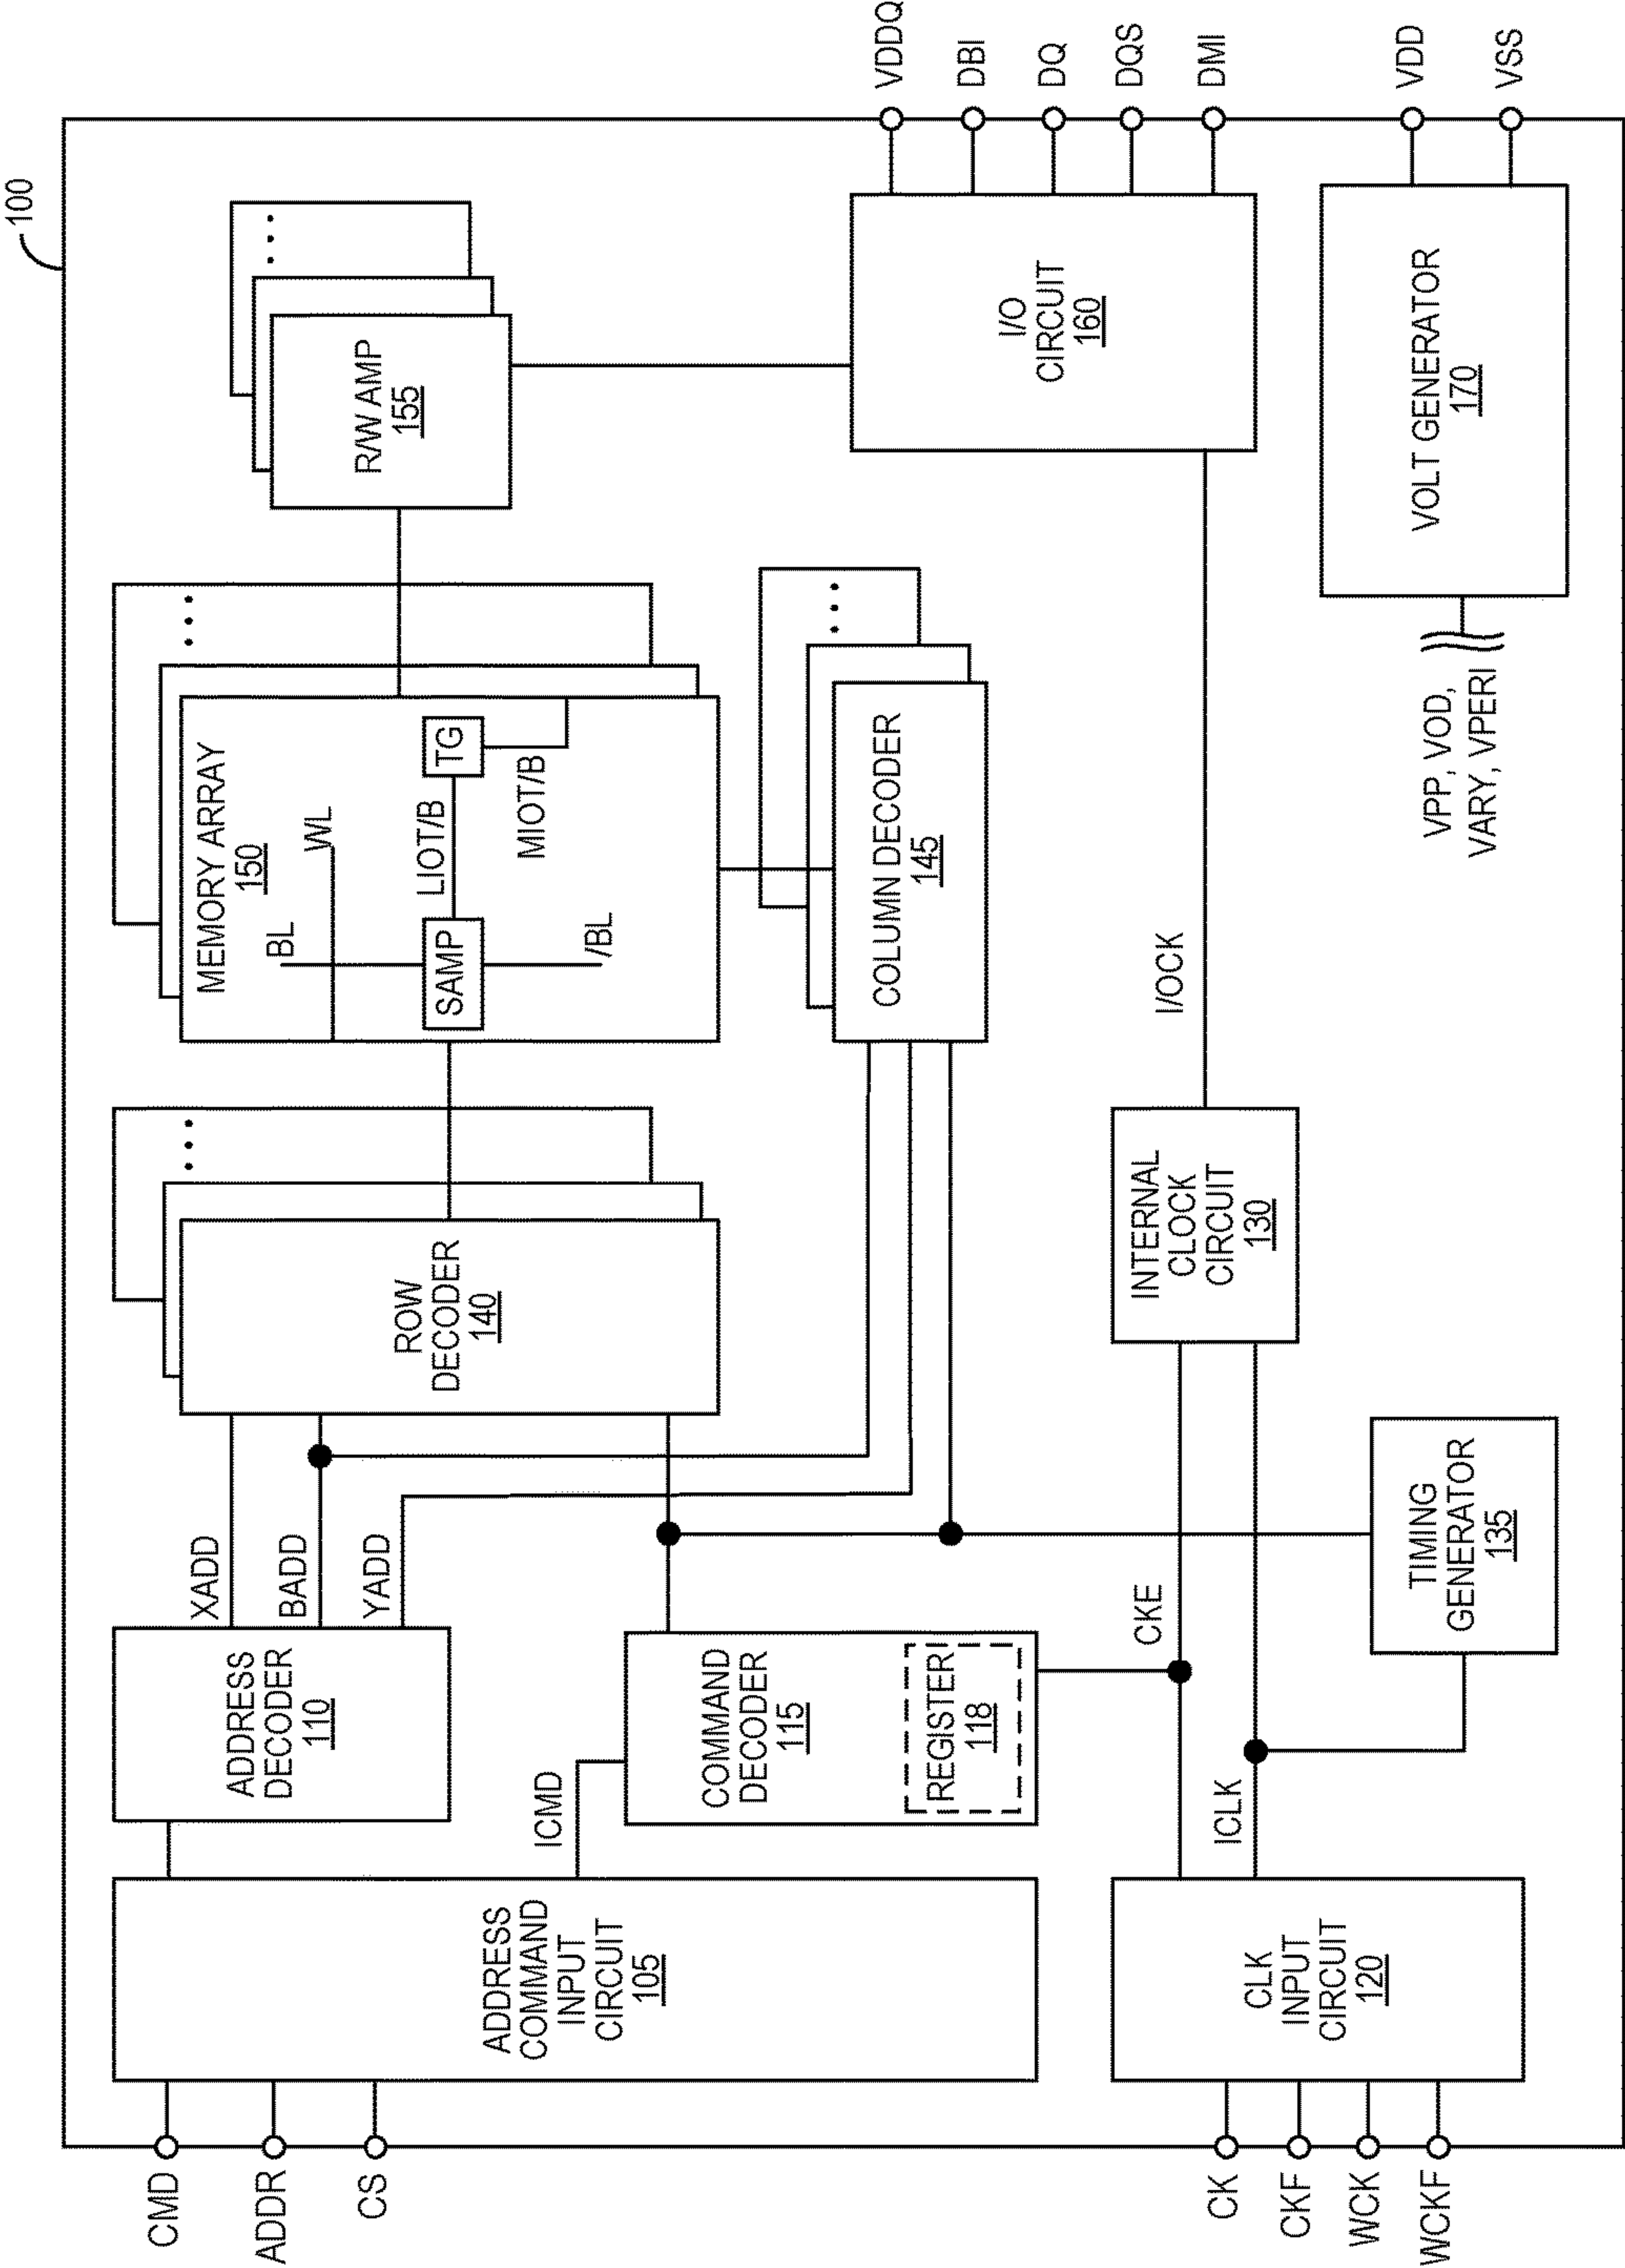 100
CMD
ADDR
CS
CK
CKF
WCK
WCKF
ADDRESS
COMMAND
INPUT
CIRCUIT
105
CLK
INPUT
CIRCUIT
120
ADDRESS
DECODER
110
ICMD
COMMAND
DECODER
115
REGISTER
118
XADD
BADD
YADD
CKE
ICLK
TIMING
GENERATOR
135
ROW
DECODER
140
INTERNAL
CLOCK
CIRCUIT
130
MEMORY ARRAY
150
BL
WL
SAMP
/BL
LIOT/B
TG
MIOT/B
COLUMN DECODER
145
I/OCK
R/W AMP
155
I/O
CIRCUIT
160
VPP, VOD,
VARY, VPERI
VOLT GENERATOR
170
VDDQ
DBI
DQ
DQS
DMI
VDD
VSS